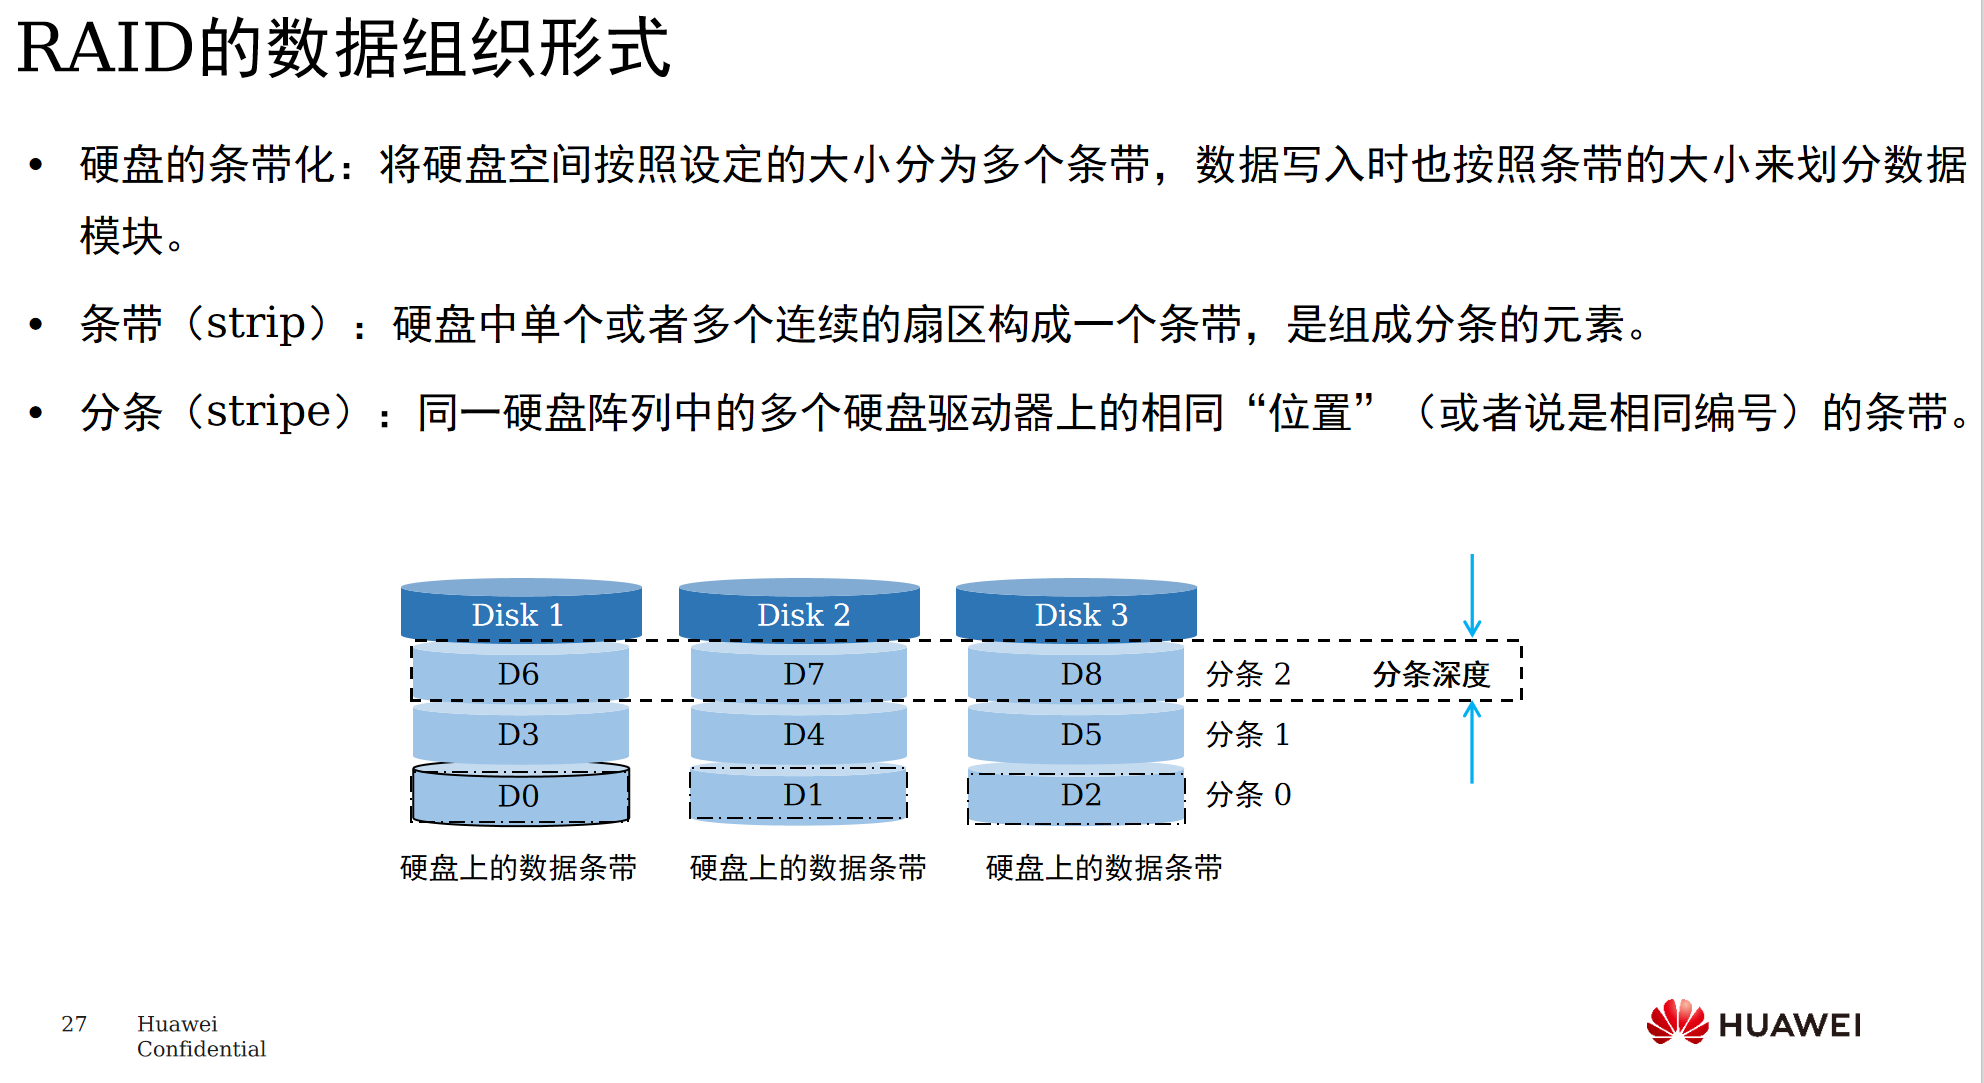 RAID的数据组织形式
• 硬盘的条带化：将硬盘空间按照设定的大小分为多个条带，数据写入时也按照条带的大小来划分数据
模块。
• 条带（strip）：硬盘中单个或者多个连续的扇区构成一个条带，是组成分条的元素。
• 分条（stripe）：同一硬盘阵列中的多个硬盘驱动器上的相同“位置”（或者说是相同编号）的条带。
Disk 1 Disk 2 Disk 3
D6 D7 D8 分条 2 分条深度
D3 D4 D5 分条 1
D0 D1 D2 分条 0
硬盘上的数据条带 硬盘上的数据条带 硬盘上的数据条带
27 Huawei
Confidential
HUAWEI